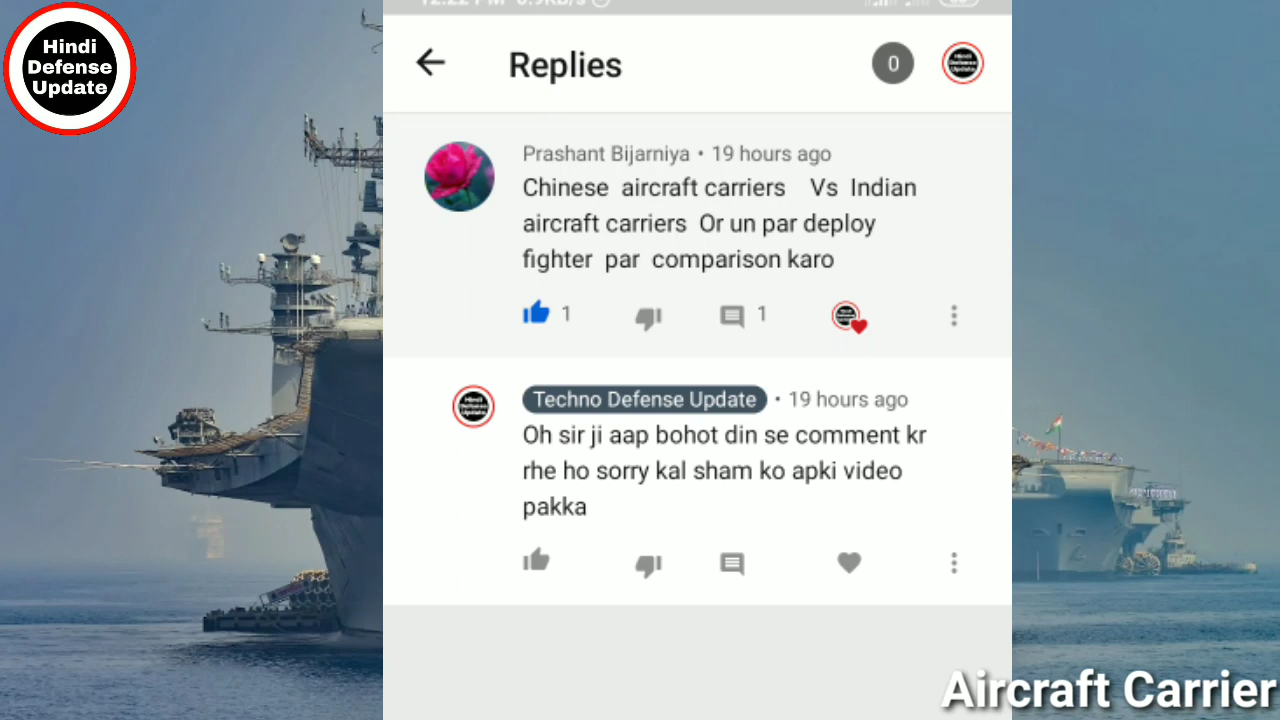 Hindi
Defense
Update
Replies
0
Prashant Bijarniya • 19 hours ago
Chinese aircraft carriers Vs Indian
aircraft carriers Or un par deploy
fighter par comparison karo
1
1
Techno Defense Update • 19 hours ago
Oh sir ji aap bohot din se comment kr
rhe ho sorry kal sham ko apki video
pakka
Aircraft Carrier